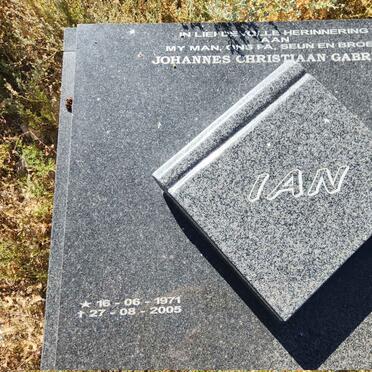 IN LIEFDEVOLLE HERINNERING
AAN
MY MAN, ONS PA, SEUN EN BROE
JOHANNES CHRISTIAAN GABR
IAN
★ 16 - 06 - 1971
† 27 - 08 - 2005